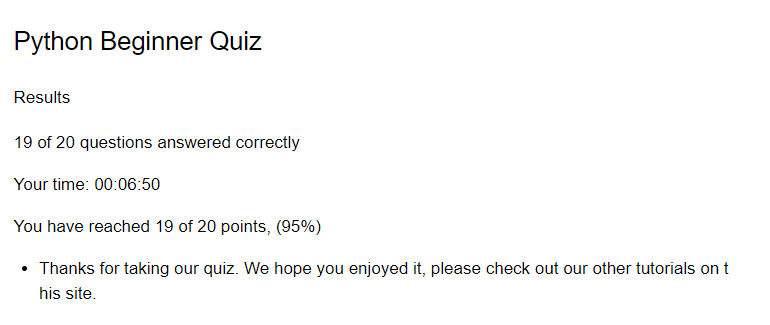 Python Beginner Quiz
Results
19 of 20 questions answered correctly
Your time: 00:06:50
You have reached 19 of 20 points, (95%)
• Thanks for taking our quiz. We hope you enjoyed it, please check out our other tutorials on t
his site.